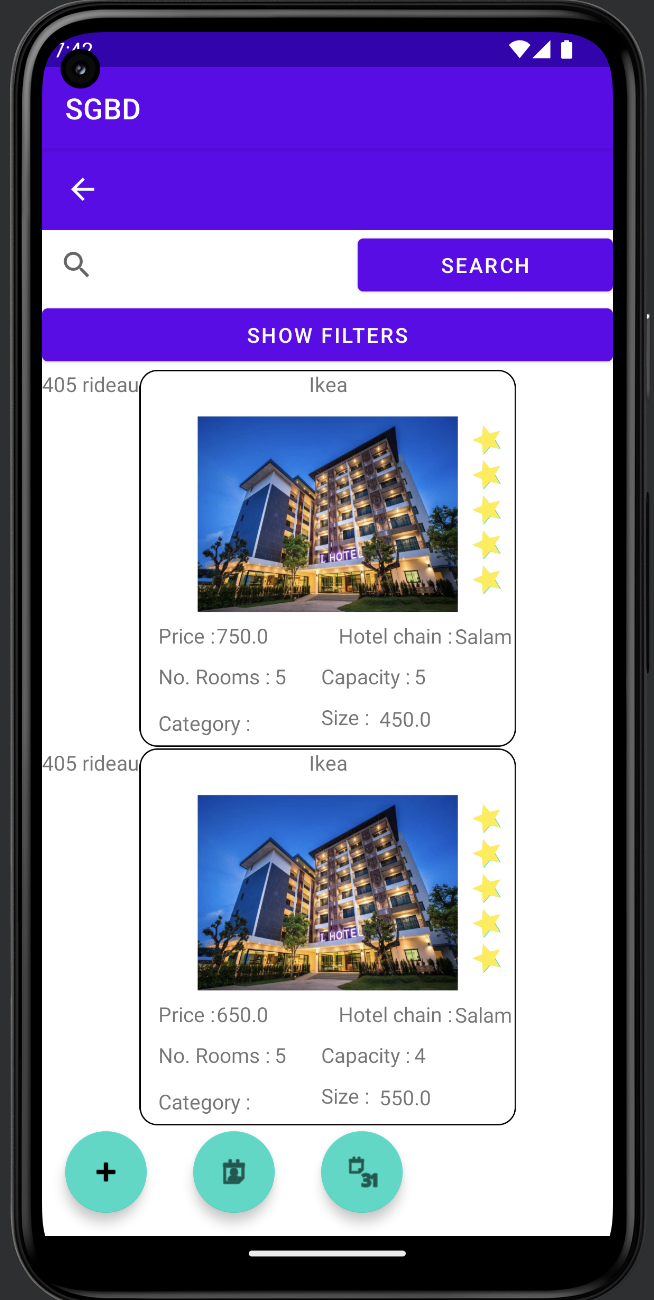 7:42
SGBD
SEARCH
SHOW FILTERS
405 rideau Ikea
HOTEL
Price :750.0 Hotel chain : Salam
No. Rooms : 5 Capacity : 5
Category : Size : 450.0
405 rideau Ikea
HOTEL
Price :650.0 Hotel chain : Salam
No. Rooms : 5 Capacity : 4
Category : Size : 550.0
31